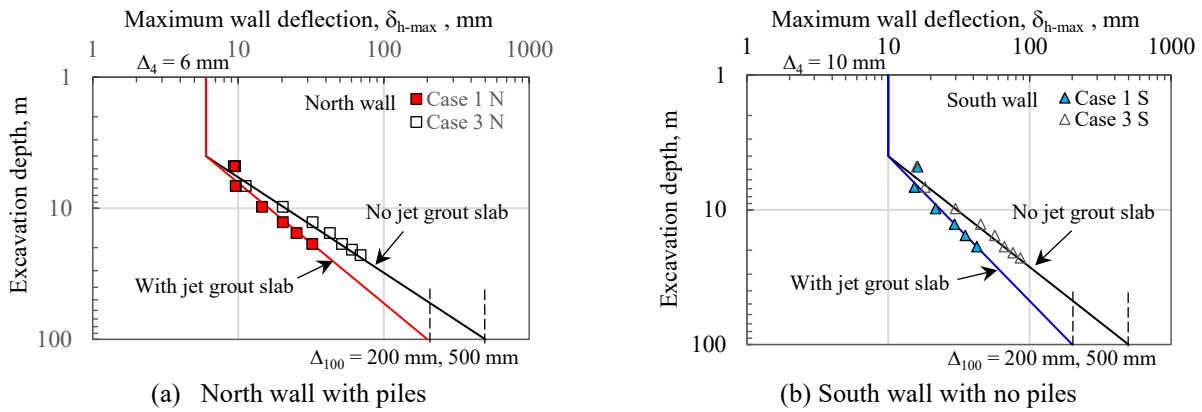 Maximum wall deflection, δh-max , mm
1 10 100 1000
Δ4 = 6 mm
1
10
100
Excavation depth, m
North wall
Case 1 N
Case 3 N
No jet grout slab
With jet grout slab
Δ100 = 200 mm, 500 mm
(a) North wall with piles
Maximum wall deflection, δh-max , mm
1 10 100 1000
Δ4 = 10 mm
1
10
100
Excavation depth, m
South wall
Case 1 S
Case 3 S
No jet grout slab
With jet grout slab
Δ100 = 200 mm, 500 mm
(b) South wall with no piles